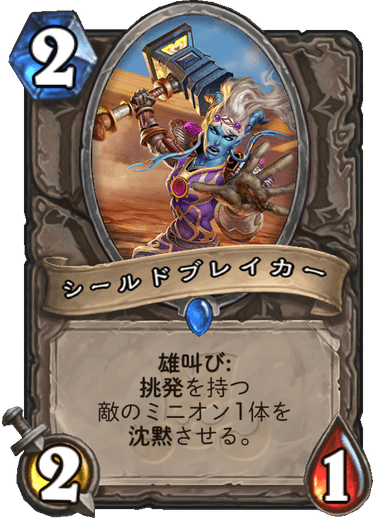 2
シールドブレイカー
雄叫び:
挑発を持つ
敵のミニオン1体を
沈黙させる。
2
1